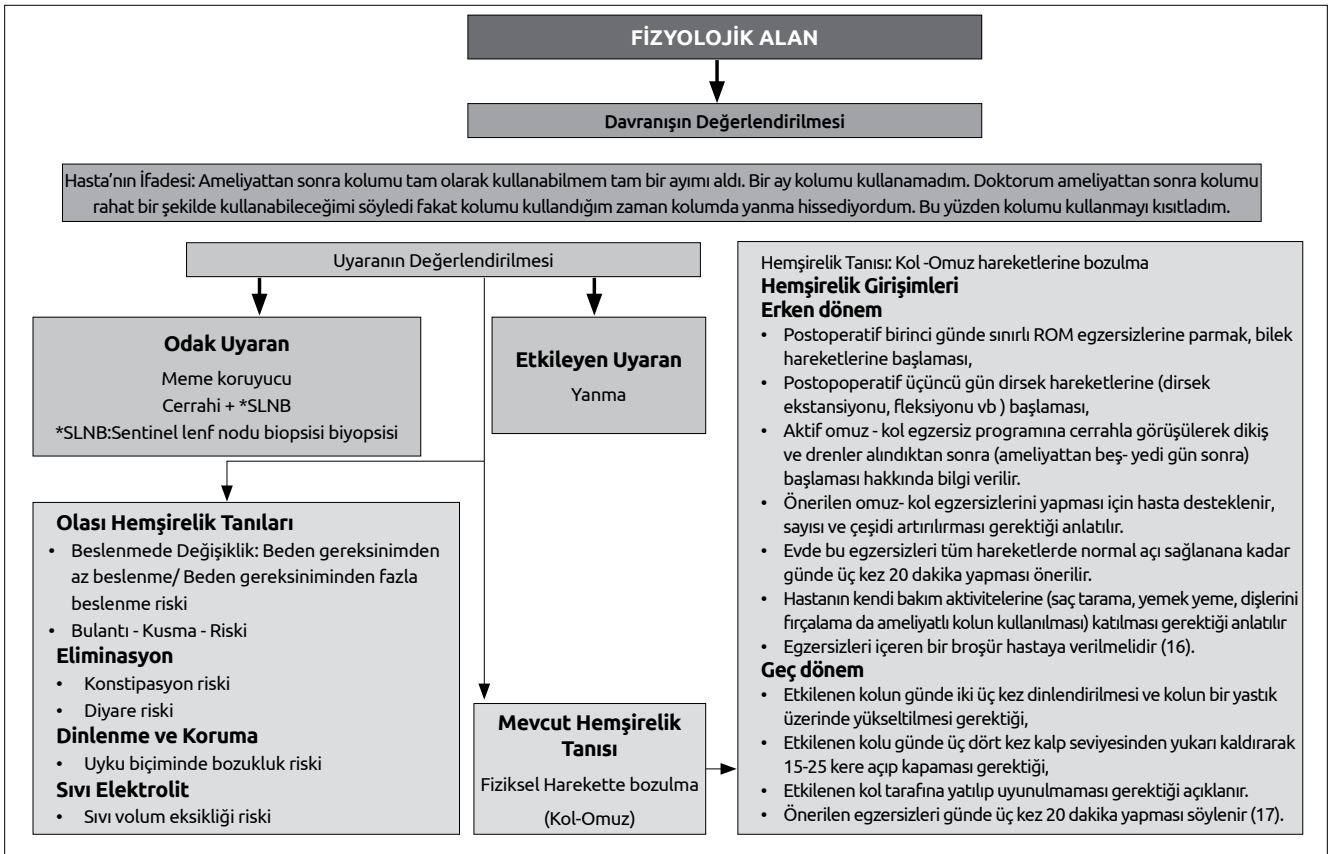 FİZYOLOJİK ALAN
Davranışın Değerlendirilmesi
Hasta'nın İfadesi: Ameliyattan sonra kolumu tam olarak kullanabilmem tam bir ayımı aldı. Bir ay kolumu kullanamadım. Doktorum ameliyattan sonra kolumu
rahat bir şekilde kullanabileceğimi söyledi fakat kolumu kullandığım zaman kolumda yanma hissediyordum. Bu yüzden kolumu kullanmayı kısıtladım.
Uyaranın Değerlendirilmesi
Odak Uyaran
Meme koruyucu
Cerrahi + *SLNB
*SLNB:Sentinel lenf nodu biopsisi biyopsisi
Etkileyen Uyaran
Yanma
Olası Hemşirelik Tanıları
• Beslenmede Değişiklik: Beden gereksinimden
az beslenme/ Beden gereksiniminden fazla
beslenme riski
• Bulantı - Kusma - Riski
Eliminasyon
• Konstipasyon riski
• Diyare riski
Dinlenme ve Koruma
• Uyku biçiminde bozukluk riski
Sıvı Elektrolit
• Sıvı volum eksikliği riski
Mevcut Hemşirelik
Tanısı
Fiziksel Harekette bozulma
(Kol-Omuz)
Hemşirelik Tanısı: Kol -Omuz hareketlerine bozulma
Hemşirelik Girişimleri
Erken dönem
• Postoperatif birinci günde sınırlı ROM egzersizlerine parmak, bilek
hareketlerine başlaması,
• Postopoperatif üçüncü gün dirsek hareketlerine (dirsek
ekstansiyonu, fleksiyonu vb ) başlaması,
• Aktif omuz - kol egzersiz programına cerrahla görüşülerek dikiş
ve drenler alındıktan sonra (ameliyattan beş- yedi gün sonra)
başlaması hakkında bilgi verilir.
• Önerilen omuz- kol egzersizlerini yapması için hasta desteklenir,
sayısı ve çeşidi artırılırması gerektiği anlatılır.
• Evde bu egzersizleri tüm hareketlerde normal açı sağlanana kadar
günde üç kez 20 dakika yapması önerilir.
• Hastanın kendi bakım aktivitelerine (saç tarama, yemek yeme, dişlerini
fırçalama da ameliyatlı kolun kullanılması) katılması gerektiği anlatılır
• Egzersizleri içeren bir broşür hastaya verilmelidir (16).
Geç dönem
• Etkilenen kolun günde iki üç kez dinlendirilmesi ve kolun bir yastık
üzerinde yükseltilmesi gerektiği,
• Etkilenen kolu günde üç dört kez kalp seviyesinden yukarı kaldırarak
15-25 kere açıp kapaması gerektiği,
• Etkilenen kol tarafına yatılıp uyunulmaması gerektiği açıklanır.
• Önerilen egzersizleri günde üç kez 20 dakika yapması söylenir (17).